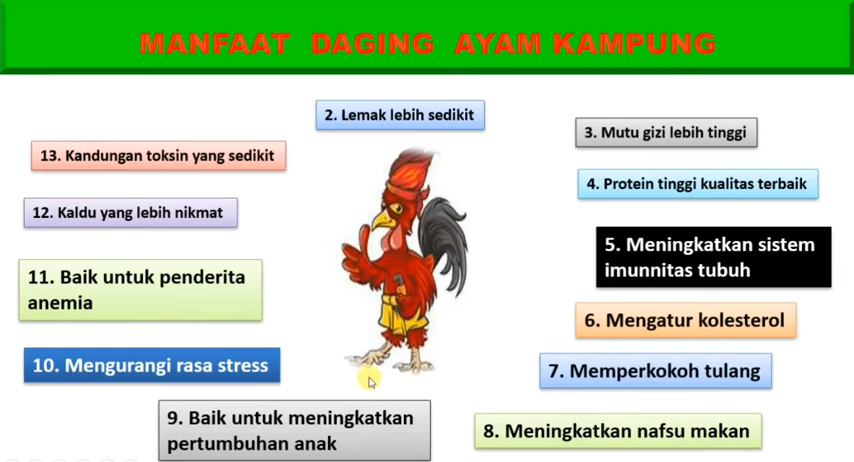 MANFAAT DAGING AYAM KAMPUNG
2. Lemak lebih sedikit
3. Mutu gizi lebih tinggi
4. Protein tinggi kualitas terbaik
5. Meningkatkan sistem
imunnitas tubuh
6. Mengatur kolesterol
7. Memperkokoh tulang
8. Meningkatkan nafsu makan
9. Baik untuk meningkatkan
pertumbuhan anak
10. Mengurangi rasa stress
11. Baik untuk penderita
anemia
12. Kaldu yang lebih nikmat
13. Kandungan toksin yang sedikit